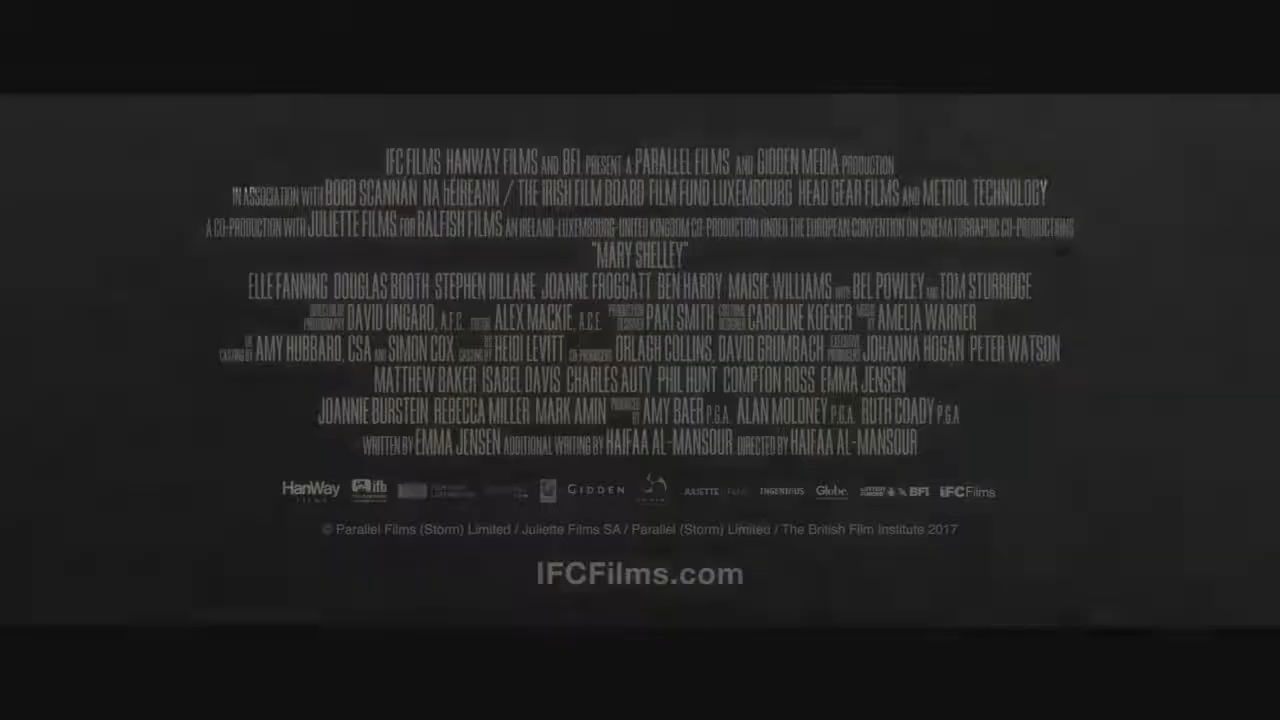 IFC FILMS HANWAY FILMS AND BFI PRESENT A PARALLEL FILMS AND GIDDEN MEDIA PRODUCTION
IN ASSOCIATION WITH BORD SCANNÁN NA hÉIREANN / THE IRISH FILM BOARD FILM FUND LUXEMBOURG HEAD GEAR FILMS AND METROL TECHNOLOGY
A CO-PRODUCTION WITH JULIETTE FILMS FOR RALFISH FILMS AN IRELAND-LUXEMBOURG-UNITED KINGDOM CO-PRODUCTION UNDER THE EUROPEAN CONVENTION ON CINEMATOGRAPHIC CO-PRODUCTIONS
"MARY SHELLEY"
ELLE FANNING DOUGLAS BOOTH STEPHEN DILLANE JOANNE FROGGATT BEN HARDY MAISIE WILLIAMS WITH BEL POWLEY AND TOM STURRIDGE
DIRECTOR OF PHOTOGRAPHY DAVID UNGARO, A.F.C. EDITOR ALEX MACKIE, A.C.E. PRODUCTION DESIGNER PAKI SMITH COSTUME DESIGNER CAROLINE KOENER MUSIC BY AMELIA WARNER
UK CASTING BY AMY HUBBARD, CSA AND SIMON COX US CASTING BY HEIDI LEVITT CO-PRODUCERS ORLAGH COLLINS, DAVID GRUMBACH EXECUTIVE PRODUCERS JOHANNA HOGAN PETER WATSON
MATTHEW BAKER ISABEL DAVIS CHARLES AUTY PHIL HUNT COMPTON ROSS EMMA JENSEN
JOANNIE BURSTEIN REBECCA MILLER MARK AMIN PRODUCED BY AMY BAER P.G.A. ALAN MOLONEY P.G.A. RUTH COADY P.G.A
WRITTEN BY EMMA JENSEN ADDITIONAL WRITING BY HAIFAA AL-MANSOUR DIRECTED BY HAIFAA AL-MANSOUR
HanWay FILMS ifb GIDDEN JULIETTE FILMS INGENIOUS Globe. LOTTERY FUNDED BFI IFC Films
© Parallel Films (Storm) Limited / Juliette Films SA / Parallel (Storm) Limited / The British Film Institute 2017
IFCFilms.com